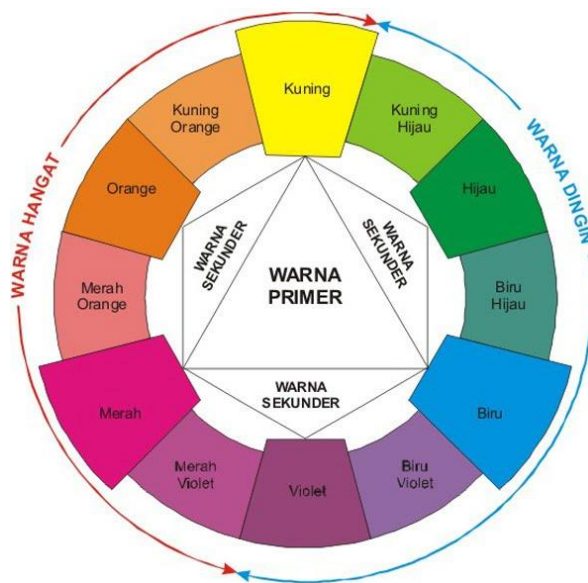 Kuning
Kuning
Hijau
Hijau
Biru
Hijau
Biru
Biru
Violet
Violet
Merah
Violet
Merah
Merah
Orange
Orange
Kuning
Orange
WARNA HANGAT
WARNA DINGIN
WARNA
SEKUNDER
WARNA
SEKUNDER
WARNA
PRIMER
WARNA
SEKUNDER